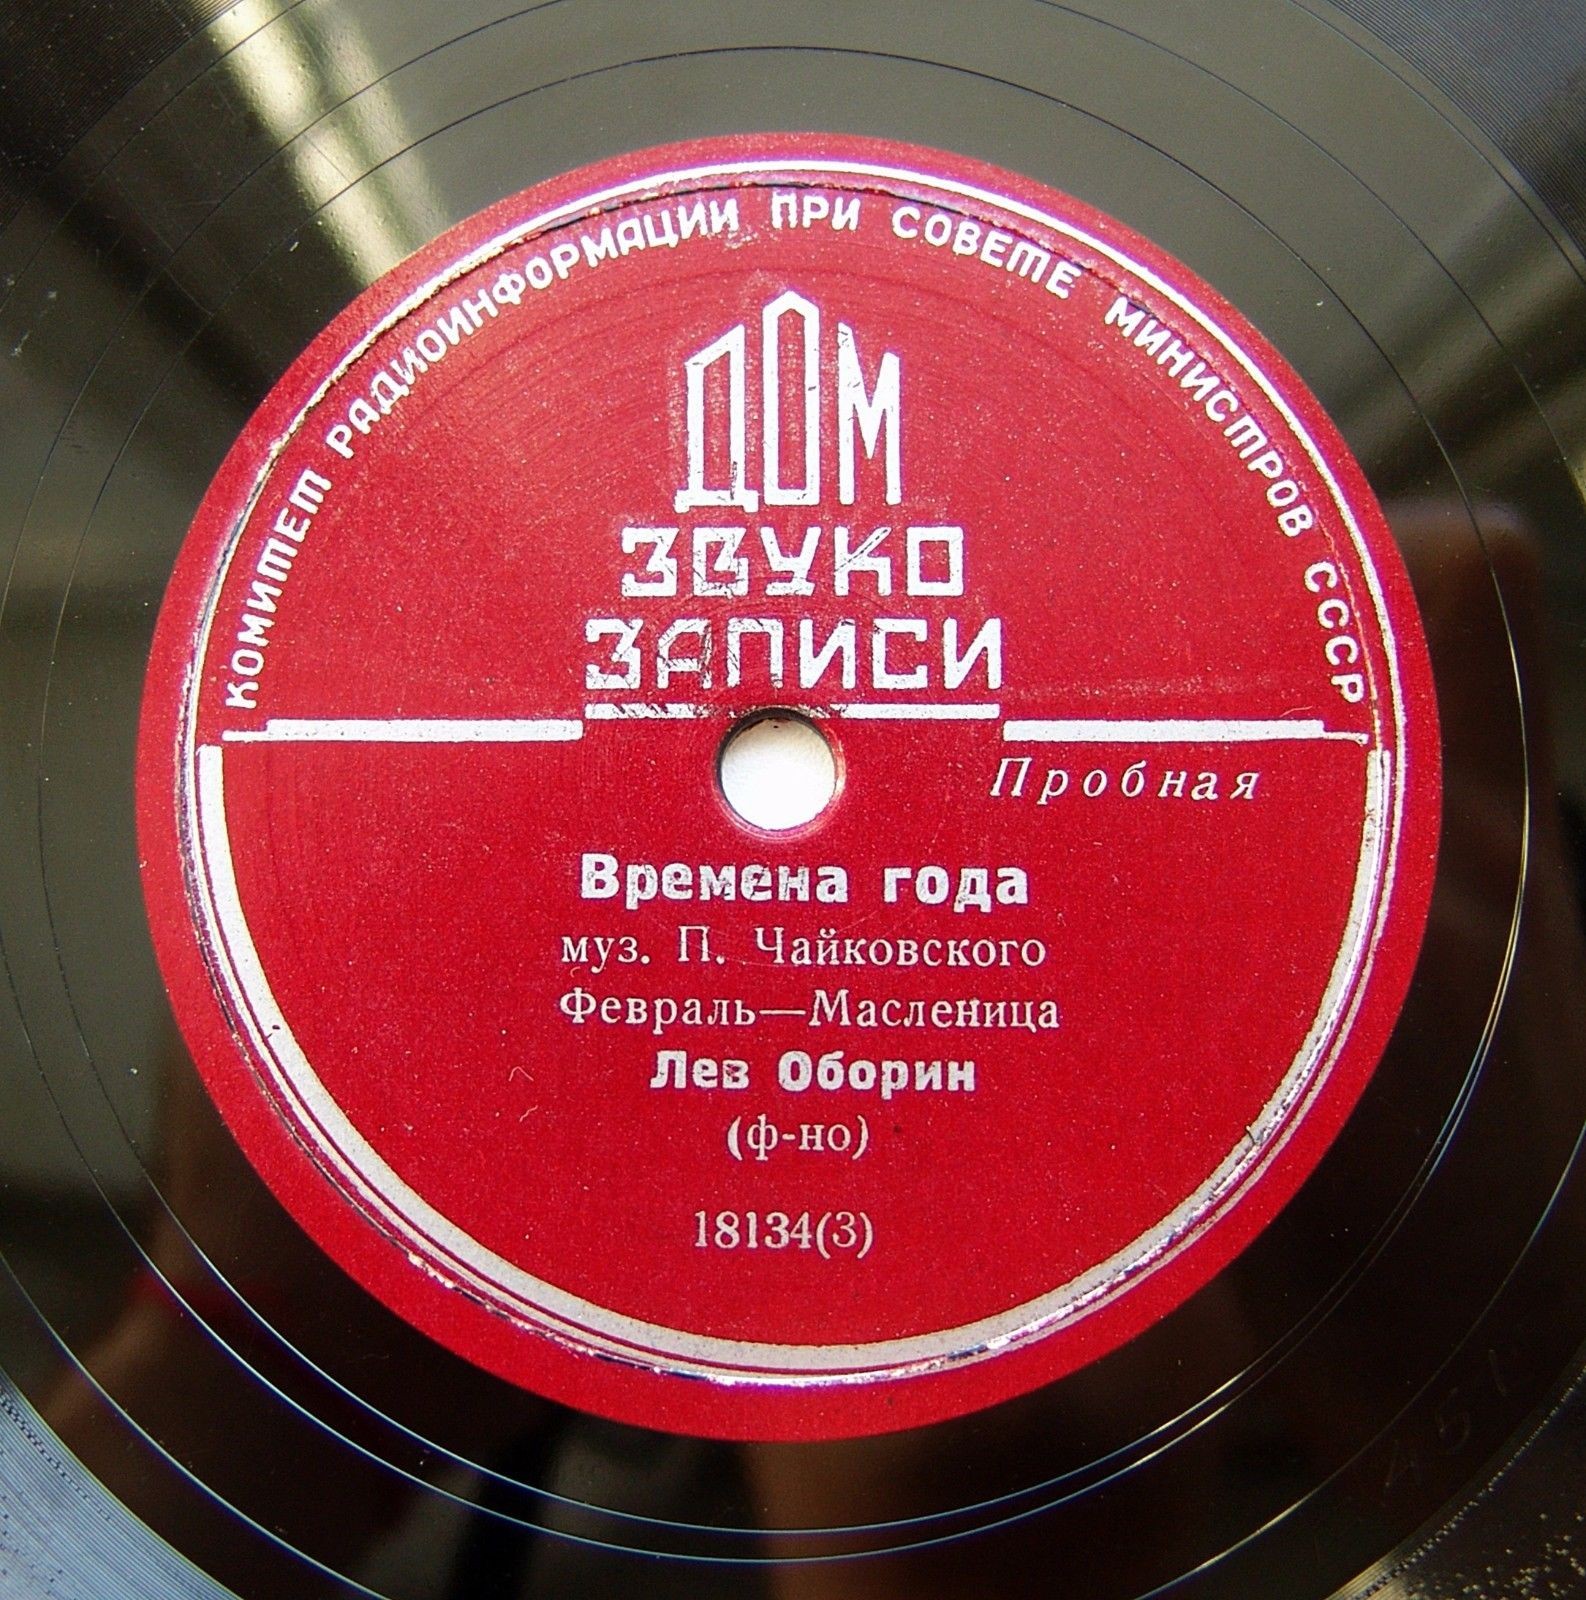 КОМИТЕТ РАДИОИНФОРМАЦИИ ПРИ СОВЕТЕ МИНИСТРОВ СССР
ДОМ
ЗВУКО
ЗАПИСИ
Пробная
Времена года
муз. П. Чайковского
Февраль—Масленица
Лев Оборин
(ф-но)
18134(3)